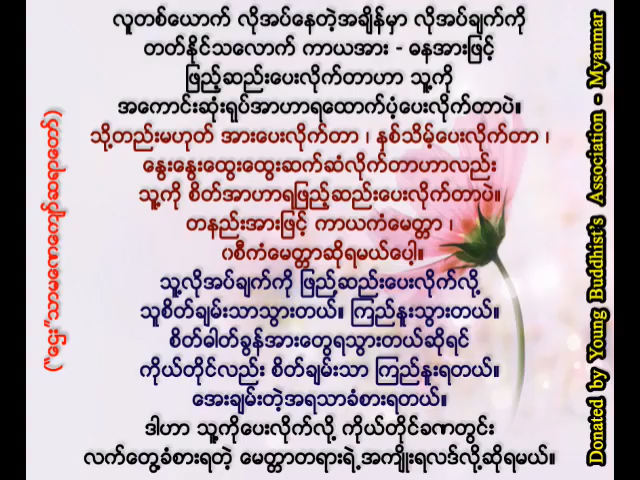 လူတစ်ယောက် လိုအပ်နေတဲ့အချိန်မှာ လိုအပ်ချက်ကို
တတ်နိုင်သလောက် ကာယအား - ဓနအားဖြင့်
ဖြည့်ဆည်းပေးလိုက်တာဟာ သူ့ကို
အကောင်းဆုံးရုပ်အာဟာရထောက်ပံ့ပေးလိုက်တာပဲ။
သို့တည်းမဟုတ် အားပေးလိုက်တာ ၊ နှစ်သိမ့်ပေးလိုက်တာ ၊
နွေးနွေးထွေးထွေးဆက်ဆံလိုက်တာဟာလည်း
သူ့ကို စိတ်အာဟာရဖြည့်ဆည်းပေးလိုက်တာပဲ။
တနည်းအားဖြင့် ကာယကံမေတ္တာ ၊
ဝစီကံမေတ္တာဆိုရမယ်ပေါ့။
သူ့လိုအပ်ချက်ကို ဖြည့်ဆည်းပေးလိုက်လို့
သူစိတ်ချမ်းသာသွားတယ်။ ကြည်နူးသွားတယ်။
စိတ်ဓါတ်ခွန်အားတွေရသွားတယ်ဆိုရင်
ကိုယ်တိုင်လည်း စိတ်ချမ်းသာ ကြည်နူးရတယ်။
အေးချမ်းတဲ့အရသာခံစားရတယ်။
ဒါဟာ သူ့ကိုပေးလိုက်လို့ ကိုယ်တိုင်ခဏတွင်း
လက်တွေ့ခံစားရတဲ့ မေတ္တာတရားရဲ့အကျိုးရလဒ်လို့ဆိုရမယ်။
("ဌေး"သာမဏေကျော်ဆရာတော်)
Donated by Young Buddhist's Association - Myanmar